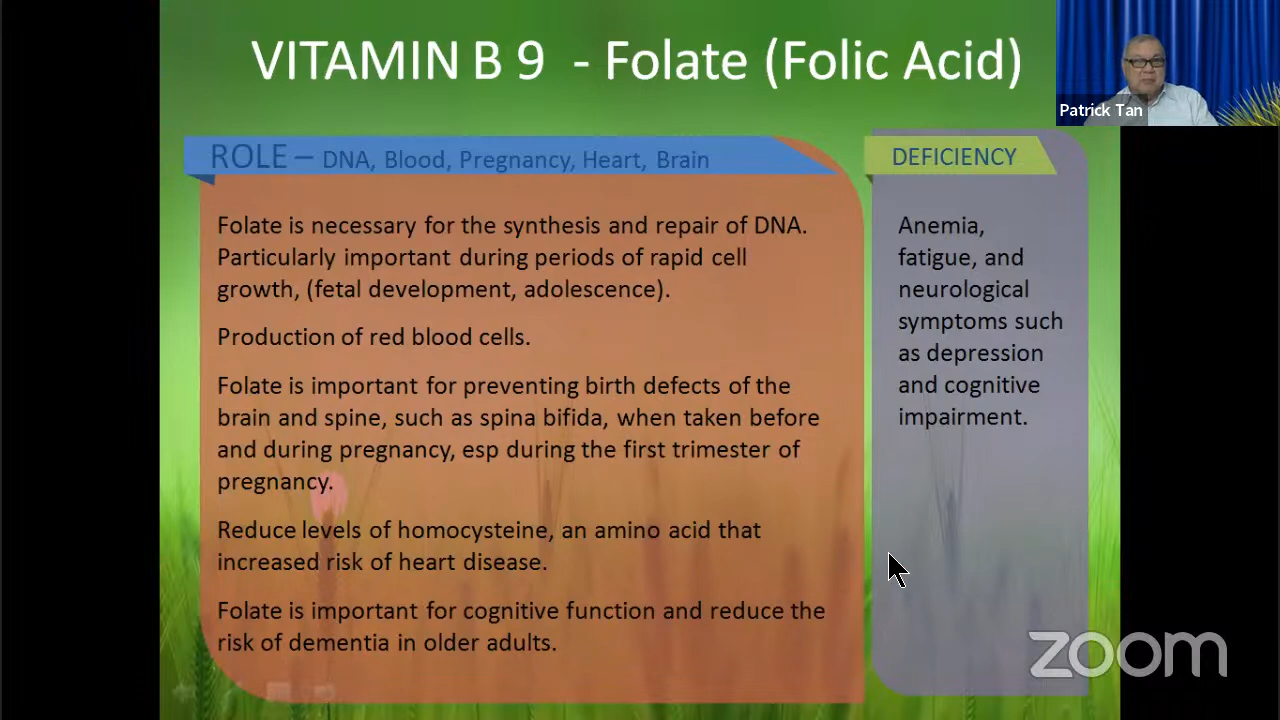 VITAMIN B 9 - Folate (Folic Acid)
Patrick Tan
ROLE – DNA, Blood, Pregnancy, Heart, Brain
Folate is necessary for the synthesis and repair of DNA.
Particularly important during periods of rapid cell
growth, (fetal development, adolescence).
Production of red blood cells.
Folate is important for preventing birth defects of the
brain and spine, such as spina bifida, when taken before
and during pregnancy, esp during the first trimester of
pregnancy.
Reduce levels of homocysteine, an amino acid that
increased risk of heart disease.
Folate is important for cognitive function and reduce the
risk of dementia in older adults.
DEFICIENCY
Anemia,
fatigue, and
neurological
symptoms such
as depression
and cognitive
impairment.
zoom